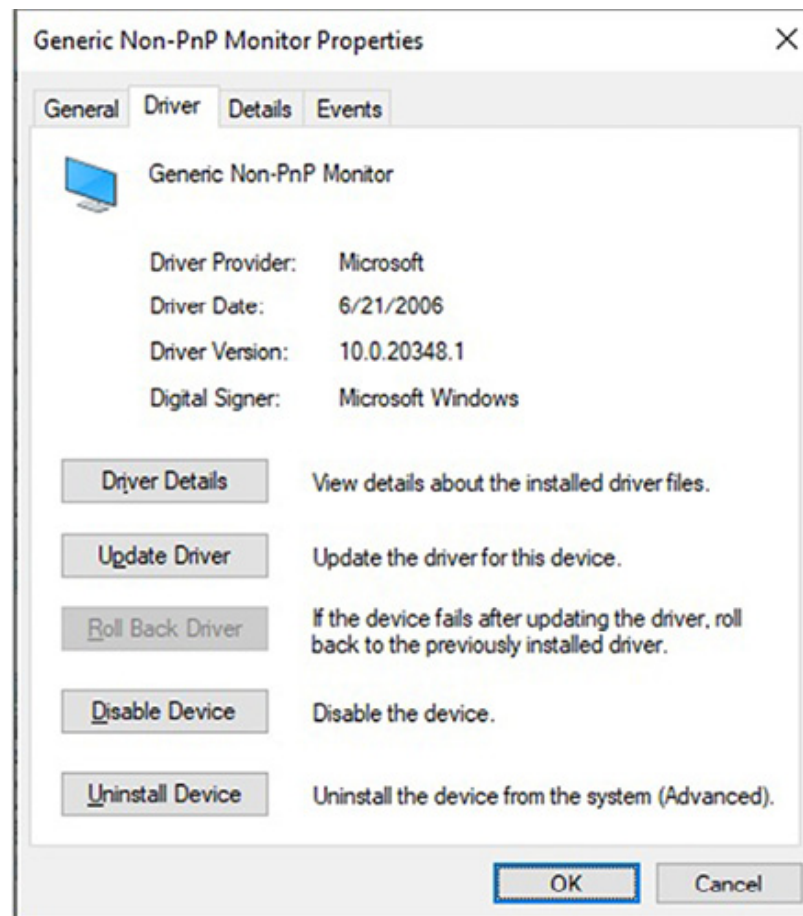 Generic Non-PnP Monitor Properties
General Driver Details Events
Generic Non-PnP Monitor
Driver Provider: Microsoft
Driver Date: 6/21/2006
Driver Version: 10.0.20348.1
Digital Signer: Microsoft Windows
Driver Details View details about the installed driver files.
Update Driver Update the driver for this device.
Roll Back Driver If the device fails after updating the driver, roll
back to the previously installed driver.
Disable Device Disable the device.
Uninstall Device Uninstall the device from the system (Advanced).
OK Cancel